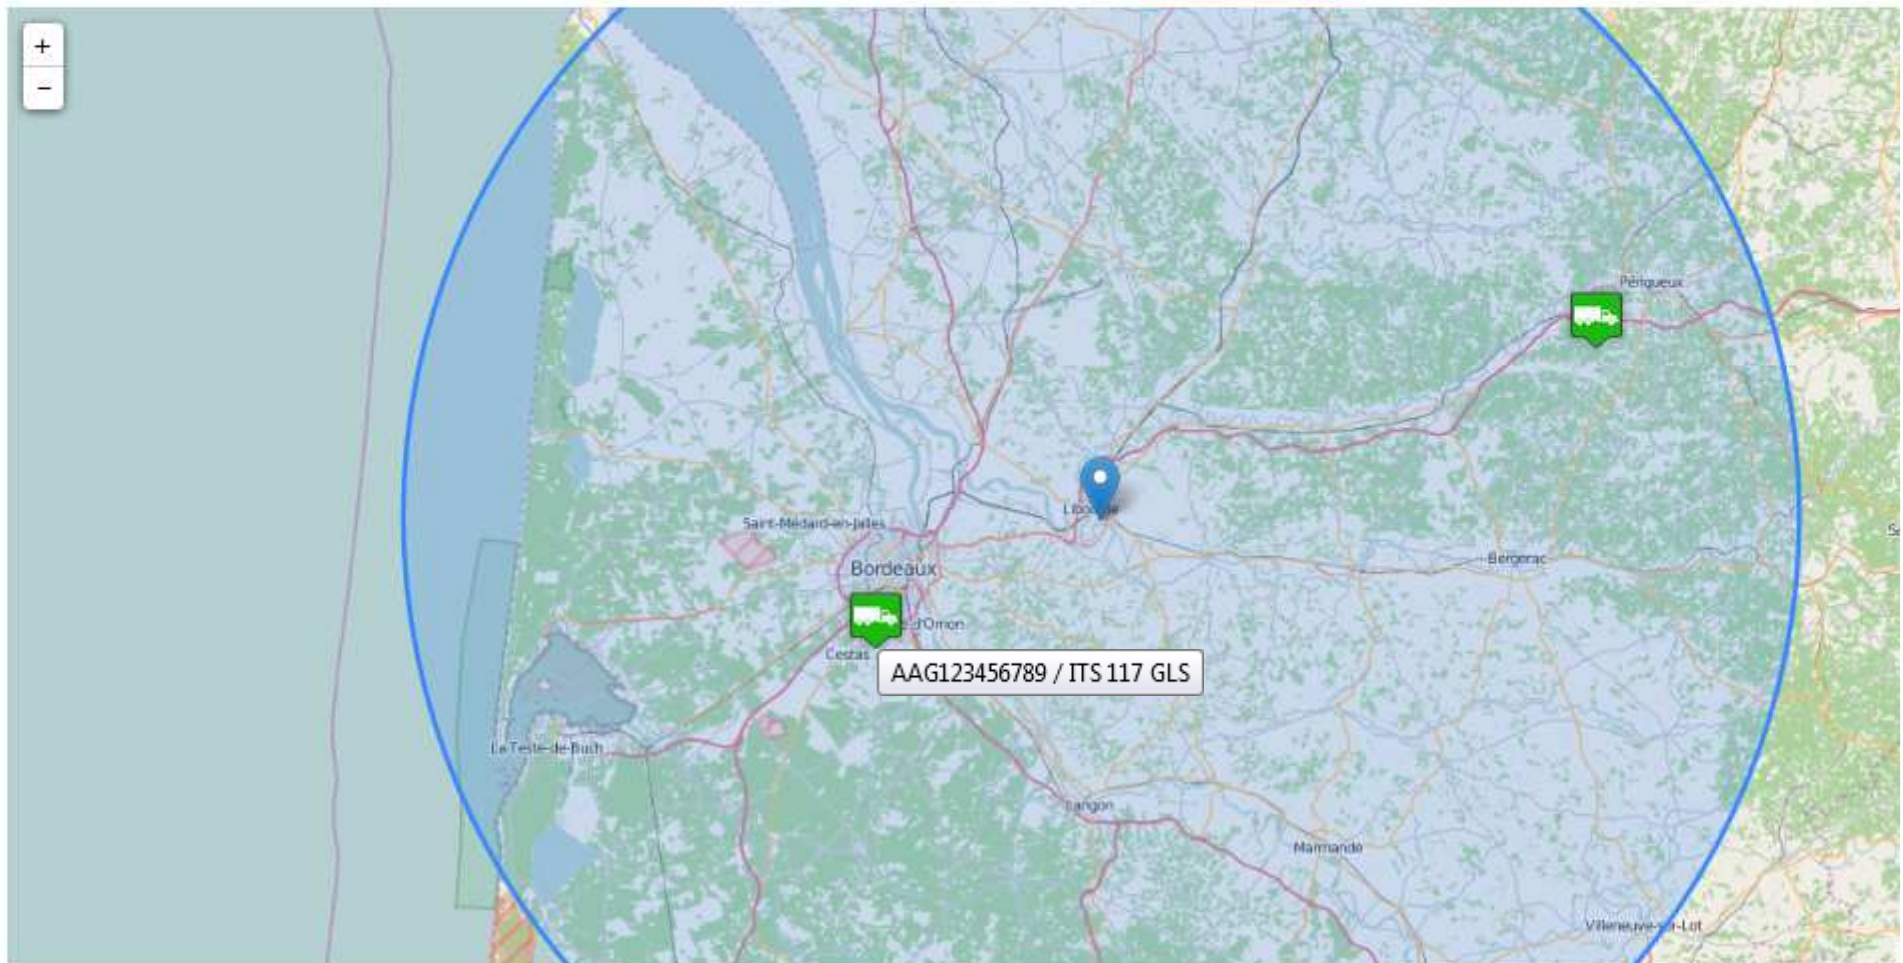 +
−
Périgueux
Saint-Médard-en-Jalles
Bordeaux
Bergerac
d'Ornon
Cestas
AAG123456789 / ITS 117 GLS
La Teste-de-Buch
Langon
Marmande
Villeneuve-sur-Lot